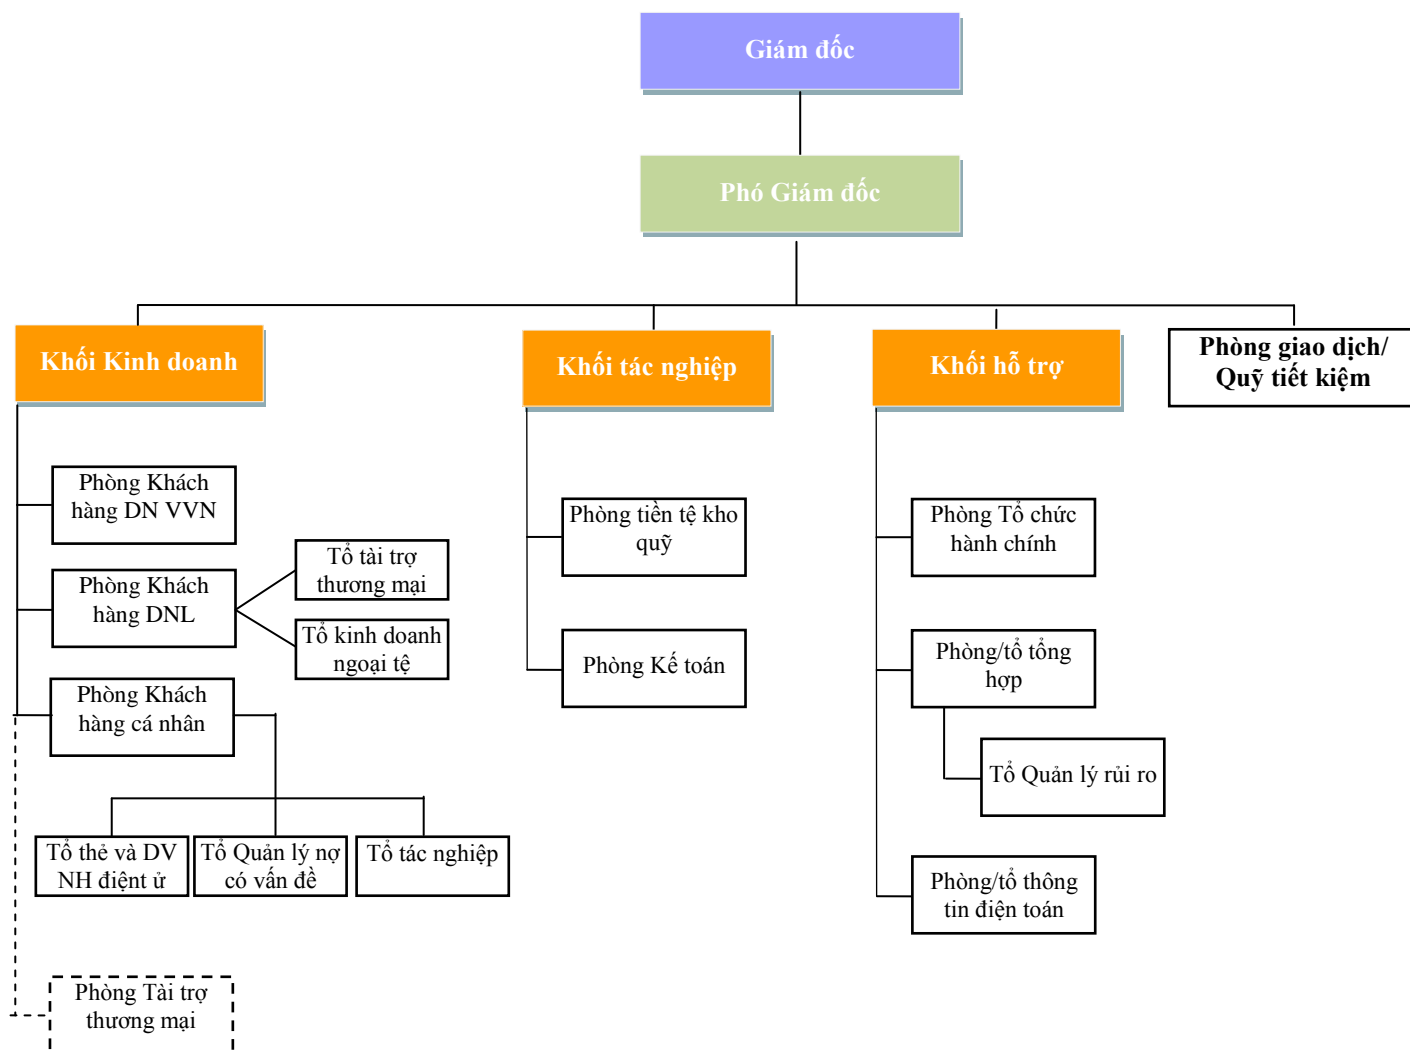 Giám đốc
Phó Giám đốc
Khối Kinh doanh
Khối tác nghiệp
Khối hỗ trợ
Phòng giao dịch/
Quỹ tiết kiệm
Phòng Khách
hàng DN VVN
Phòng Khách
hàng DNL
Tổ tài trợ
thương mại
Tổ kinh doanh
ngoại tệ
Phòng Khách
hàng cá nhân
Tổ thẻ và DV
NH điệnt ử
Tổ Quản lý nợ
có vấn đề
Tổ tác nghiệp
Phòng Tài trợ
thương mại
Phòng tiền tệ kho
quỹ
Phòng Kế toán
Phòng Tổ chức
hành chính
Phòng/tổ tổng
hợp
Tổ Quản lý rủi ro
Phòng/tổ thông
tin điện toán